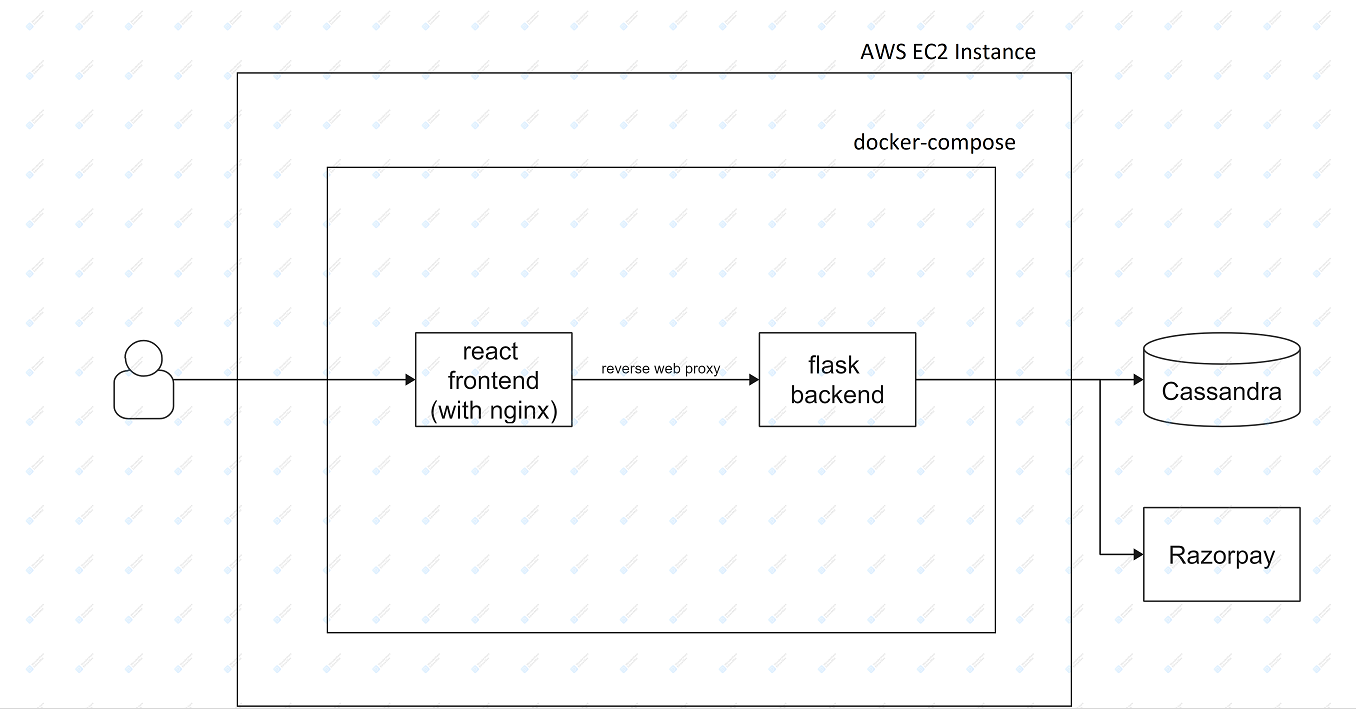 AWS EC2 Instance
docker-compose
react
frontend
(with nginx)
reverse web proxy
flask
backend
Cassandra
Razorpay